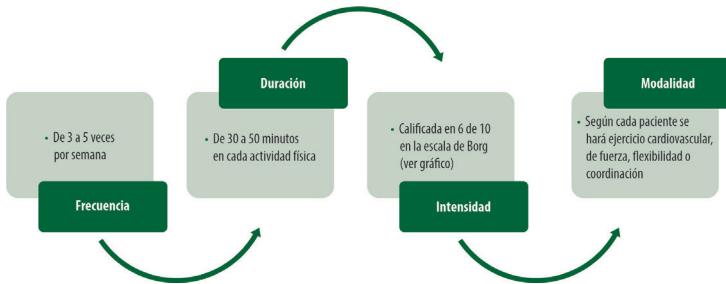 • De 3 a 5 veces
por semana
Frecuencia
Duración
• De 30 a 50 minutos
en cada actividad física
• Calificada en 6 de 10
en la escala de Borg
(ver gráfico)
Intensidad
Modalidad
• Según cada paciente se
hará ejercicio cardiovascular,
de fuerza, flexibilidad o
coordinación